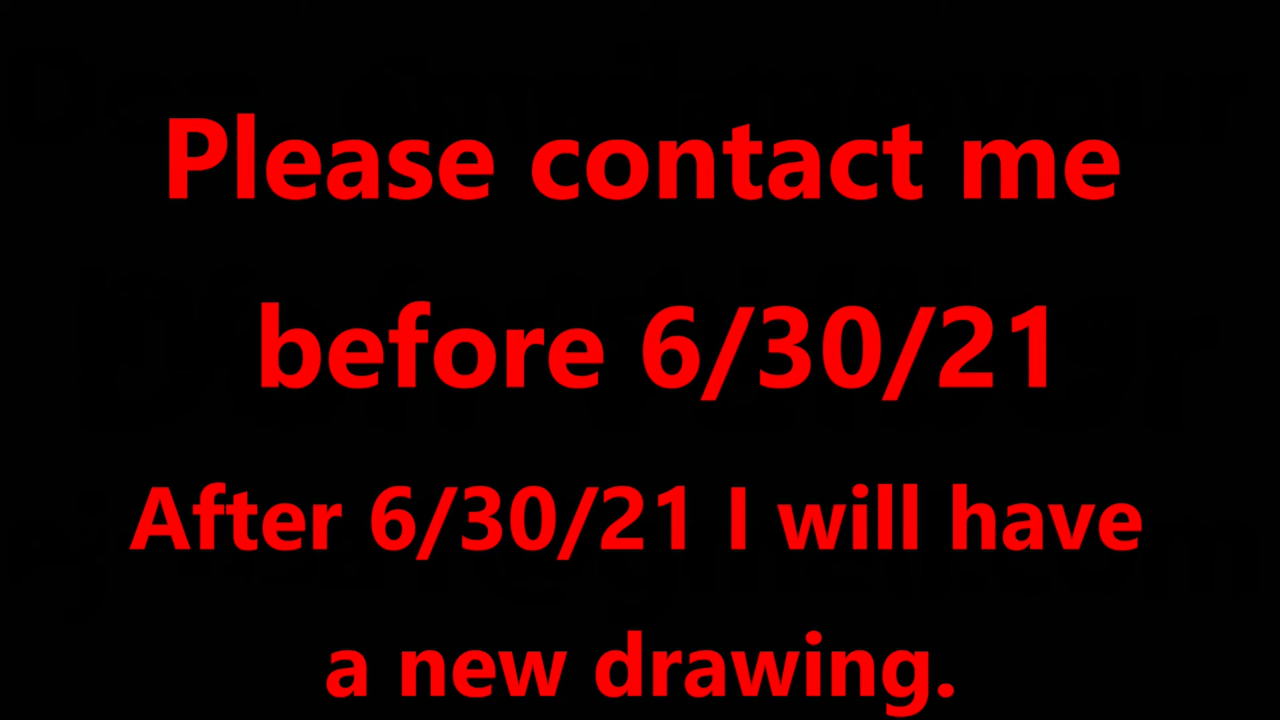 Please contact me
before 6/30/21
After 6/30/21 I will have
a new drawing.